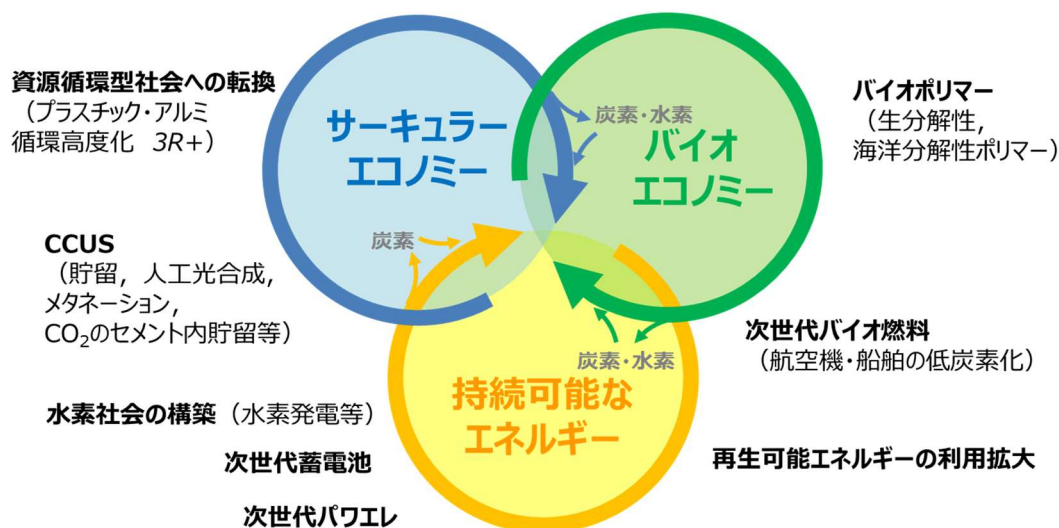 資源循環型社会への転換
（プラスチック・アルミ
循環高度化 3R+）
サーキュラー
エコノミー
炭素・水素
バイオ
エコノミー
バイオポリマー
（生分解性，
海洋分解性ポリマー）
CCUS
（貯留，人工光合成，
メタネーション，
CO₂のセメント内貯留等）
炭素
炭素・水素
次世代バイオ燃料
（航空機・船舶の低炭素化）
持続可能な
エネルギー
水素社会の構築（水素発電等）
次世代蓄電池
再生可能エネルギーの利用拡大
次世代パワエレ